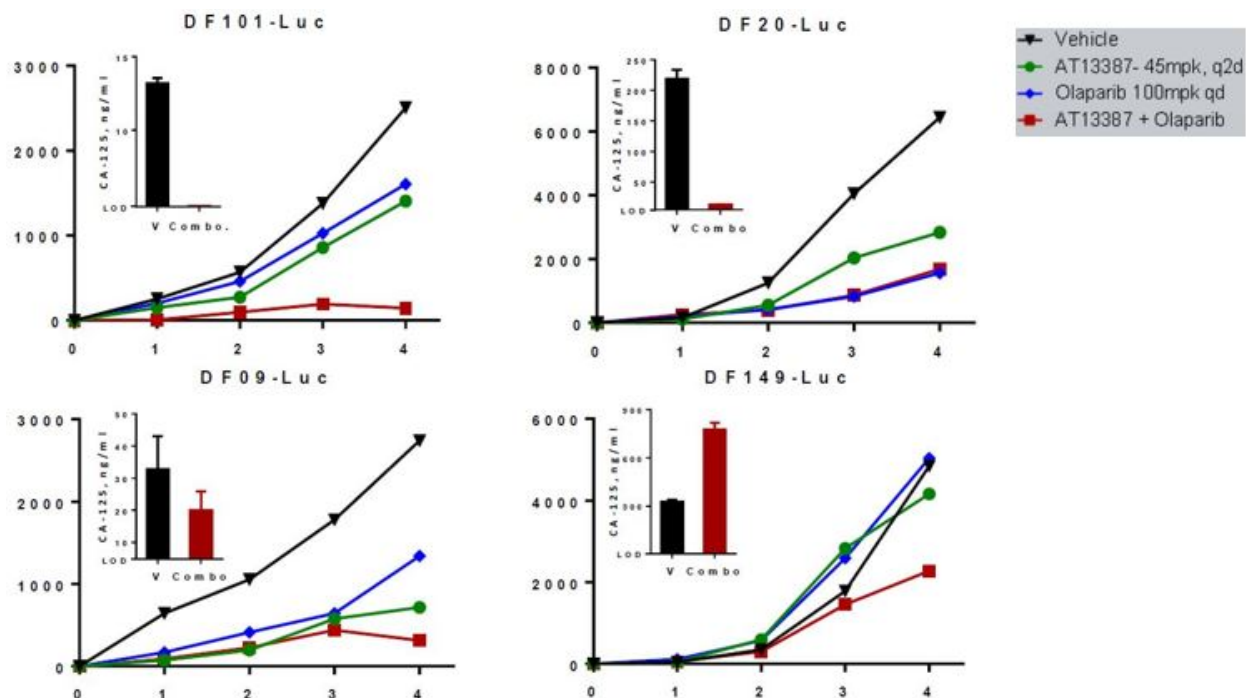 DF101-Luc
3000
2000
1000
0
0 1 2 3 4
CA-125, ng/ml
15
10
LOD
V Combo.
DF20-Luc
8000
6000
4000
2000
0
0 1 2 3 4
CA-125, ng/ml
250
200
150
100
50
LOD
V Combo
Vehicle
AT13387- 45mpk, q2d
Olaparib 100mpk qd
AT13387 + Olaparib
DF09-Luc
3000
2000
1000
0
0 1 2 3 4
CA-125, ng/ml
50
40
30
20
10
LOD
V Combo
DF149-Luc
6000
4000
2000
0
0 1 2 3 4
CA-125, ng/ml
900
600
300
LOD
V Combo